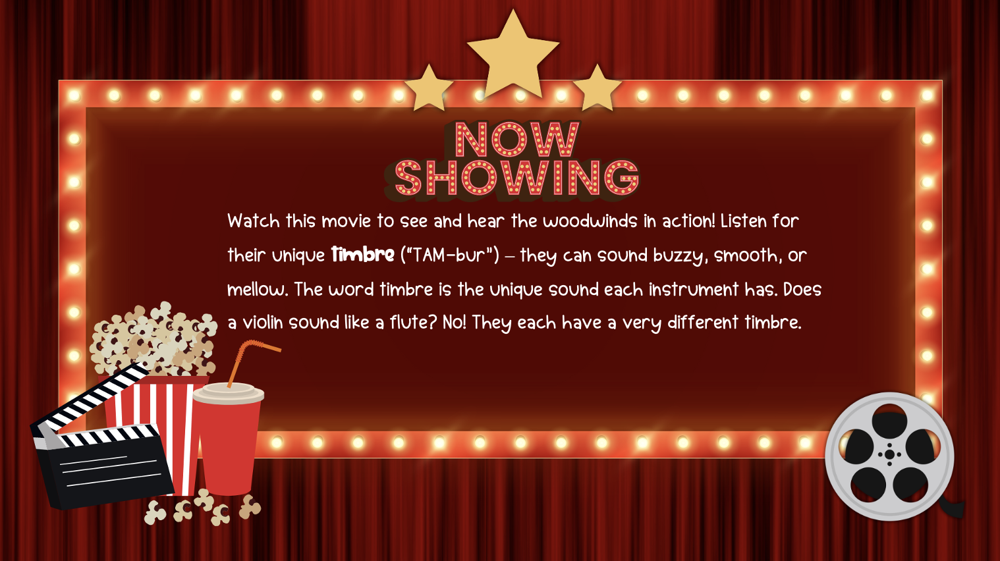 NOW
SHOWING
Watch this movie to see and hear the woodwinds in action! Listen for
their unique timbre ("TAM-bur") – they can sound buzzy, smooth, or
mellow. The word timbre is the unique sound each instrument has. Does
a violin sound like a flute? No! They each have a very different timbre.